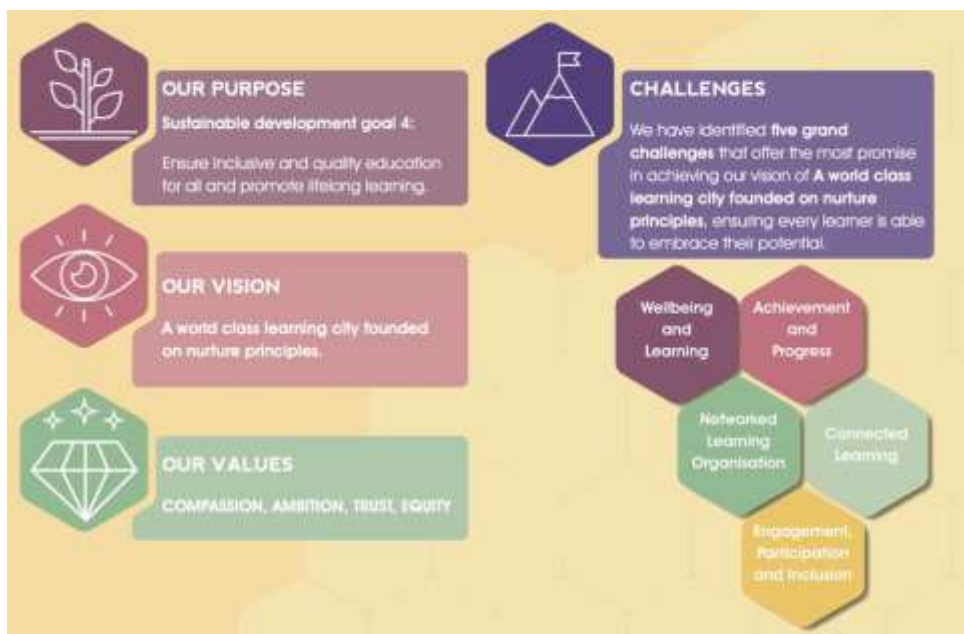 OUR PURPOSE
Sustainable development goal 4:
Ensure inclusive and quality education
for all and promote lifelong learning.
OUR VISION
A world class learning city founded
on nurture principles.
OUR VALUES
COMPASSION, AMBITION, TRUST, EQUITY
CHALLENGES
We have identified five grand
challenges that offer the most promise
in achieving our vision of A world class
learning city founded on nurture
principles, ensuring every learner is able
to embrace their potential.
Wellbeing
and
Learning
Achievement
and
Progress
Networked
Learning
Organisation
Connected
Learning
Engagement,
Participation
and Inclusion